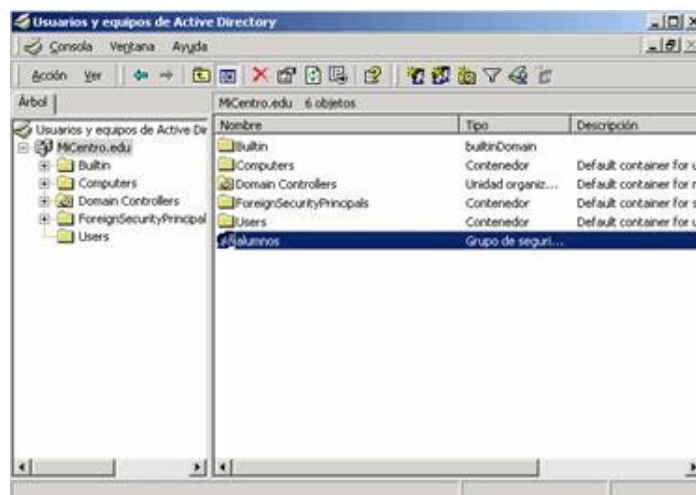 Usuarios y equipos de Active Directory
Consola Ventana Ayuda
Acción Ver
Árbol
MiCentro.edu 6 objetos
Usuarios y equipos de Active Dir
MiCentro.edu
Builtin
Computers
Domain Controllers
ForeignSecurityPrincipal
Users
Nombre Tipo Descripción
Builtin builtinDomain
Computers Contenedor Default container for u
Domain Controllers Unidad organiz... Default container for n
ForeignSecurityPrincipals Contenedor Default container for s
Users Contenedor Default container for u
alumnos Grupo de seguri...